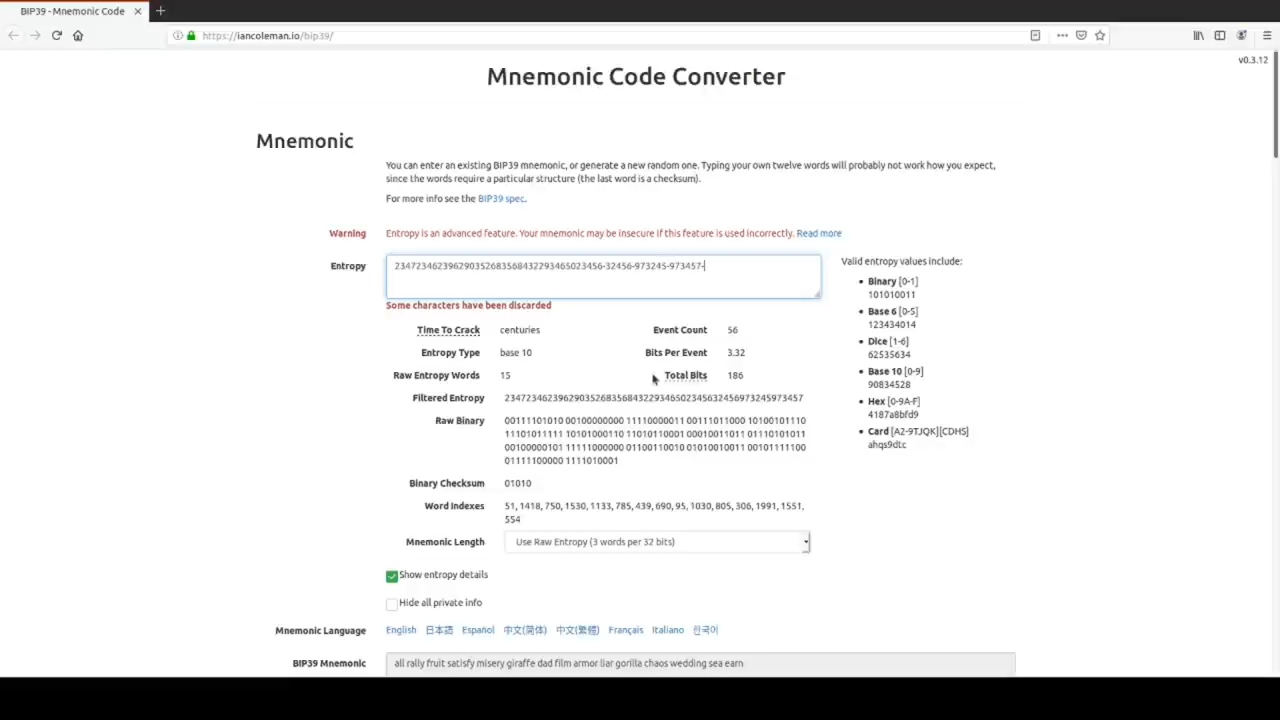 BIP39 - Mnemonic Code
https://iancoleman.io/bip39/
v0.3.12
Mnemonic Code Converter
Mnemonic
You can enter an existing BIP39 mnemonic, or generate a new random one. Typing your own twelve words will probably not work how you expect,
since the words require a particular structure (the last word is a checksum).
For more info see the BIP39 spec.
Warning Entropy is an advanced feature. Your mnemonic may be insecure if this feature is used incorrectly. Read more
Entropy 234723462396290352683568432293465023456-32456-973245-973457-
Some characters have been discarded
Valid entropy values include:
Binary [0-1]
101010011
Base 6 [0-5]
123434014
Dice [1-6]
62535634
Base 10 [0-9]
90834528
Hex [0-9A-F]
4187a8bfd9
Card [A2-9TJQK][CDHS]
ahqs9dtc
Time To Crack centuries Event Count 56
Entropy Type base 10 Bits Per Event 3.32
Raw Entropy Words 15 Total Bits 186
Filtered Entropy 23472346239629035268356843229346502345632456973245973457
Raw Binary 00111101010 00100000000 11110000011 00111011000 10100101110
11101011111 10101000110 11010110001 00010011011 01110101011
00100000101 11111000000 01100110010 01010010011 00101111100
01111100000 1111010001
Binary Checksum 01010
Word Indexes 51, 1418, 750, 1530, 1133, 785, 439, 690, 95, 1030, 805, 306, 1991, 1551,
554
Mnemonic Length Use Raw Entropy (3 words per 32 bits)
Show entropy details
Hide all private info
Mnemonic Language English 日本語 Español 中文(简体) 中文(繁體) Français Italiano 한국어
BIP39 Mnemonic all rally fruit satisfy misery giraffe dad film armor liar gorilla chaos wedding sea earn